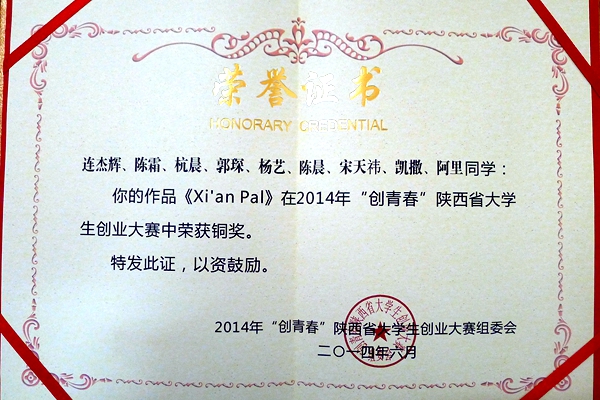 荣誉证书
HONORARY CREDENTIAL
连杰辉、陈霜、杭晨、郭琛、杨艺、陈晨、宋天祎、凯撒、阿里同学：
你的作品《Xi'an Pal》在2014年“创青春”陕西省大学
生创业大赛中荣获铜奖。
特发此证，以资鼓励。
2014年“创青春”陕西省大学生创业大赛组委会
二〇一四年六月